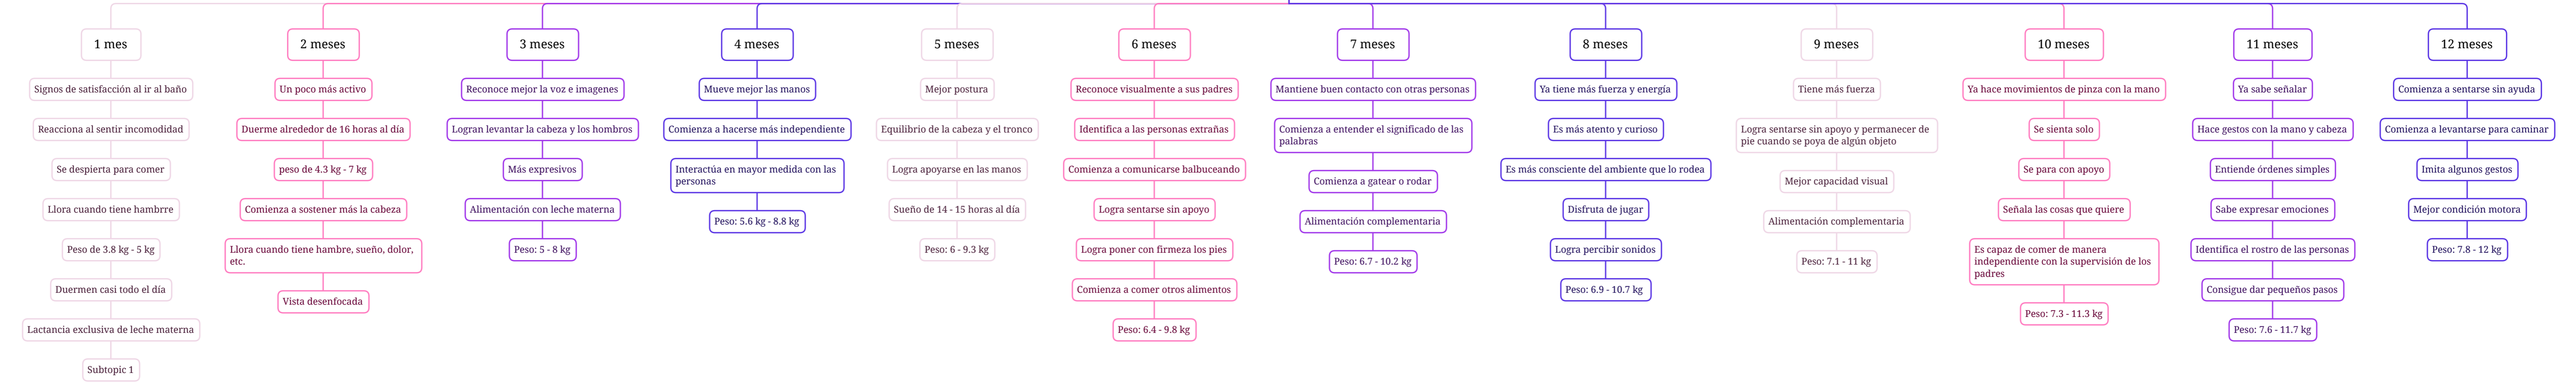 1 mes
Signos de satisfacción al ir al baño
Reacciona al sentir incomodidad
Se despierta para comer
Llora cuando tiene hambrre
Peso de 3.8 kg - 5 kg
Duermen casi todo el día
Lactancia exclusiva de leche materna
Subtopic 1
2 meses
Un poco más activo
Duerme alrededor de 16 horas al día
peso de 4.3 kg - 7 kg
Comienza a sostener más la cabeza
Llora cuando tiene hambre, sueño, dolor,
etc.
Vista desenfocada
3 meses
Reconoce mejor la voz e imagenes
Logran levantar la cabeza y los hombros
Más expresivos
Alimentación con leche materna
Peso: 5 - 8 kg
4 meses
Mueve mejor las manos
Comienza a hacerse más independiente
Interactúa en mayor medida con las
personas
Peso: 5.6 kg - 8.8 kg
5 meses
Mejor postura
Equilibrio de la cabeza y el tronco
Logra apoyarse en las manos
Sueño de 14 - 15 horas al día
Peso: 6 - 9.3 kg
6 meses
Reconoce visualmente a sus padres
Identifica a las personas extrañas
Comienza a comunicarse balbuceando
Logra sentarse sin apoyo
Logra poner con firmeza los pies
Comienza a comer otros alimentos
Peso: 6.4 - 9.8 kg
7 meses
Mantiene buen contacto con otras personas
Comienza a entender el significado de las
palabras
Comienza a gatear o rodar
Alimentación complementaria
Peso: 6.7 - 10.2 kg
8 meses
Ya tiene más fuerza y energía
Es más atento y curioso
Es más consciente del ambiente que lo rodea
Disfruta de jugar
Logra percibir sonidos
Peso: 6.9 - 10.7 kg
9 meses
Tiene más fuerza
Logra sentarse sin apoyo y permanecer de
pie cuando se poya de algún objeto
Mejor capacidad visual
Alimentación complementaria
Peso: 7.1 - 11 kg
10 meses
Ya hace movimientos de pinza con la mano
Se sienta solo
Se para con apoyo
Señala las cosas que quiere
Es capaz de comer de manera
independiente con la supervisión de los
padres
Peso: 7.3 - 11.3 kg
11 meses
Ya sabe señalar
Hace gestos con la mano y cabeza
Entiende órdenes simples
Sabe expresar emociones
Identifica el rostro de las personas
Consigue dar pequeños pasos
Peso: 7.6 - 11.7 kg
12 meses
Comienza a sentarse sin ayuda
Comienza a levantarse para caminar
Imita algunos gestos
Mejor condición motora
Peso: 7.8 - 12 kg